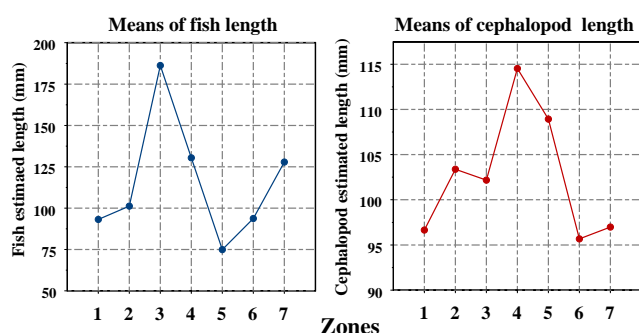 Means of fish length
Fish estimaed length (mm)
200
175
150
125
100
75
50
1 2 3 4 5 6 7
Means of cephalopod length
Cephalopod estimated length (mm)
115
110
105
100
95
90
1 2 3 4 5 6 7
Zones